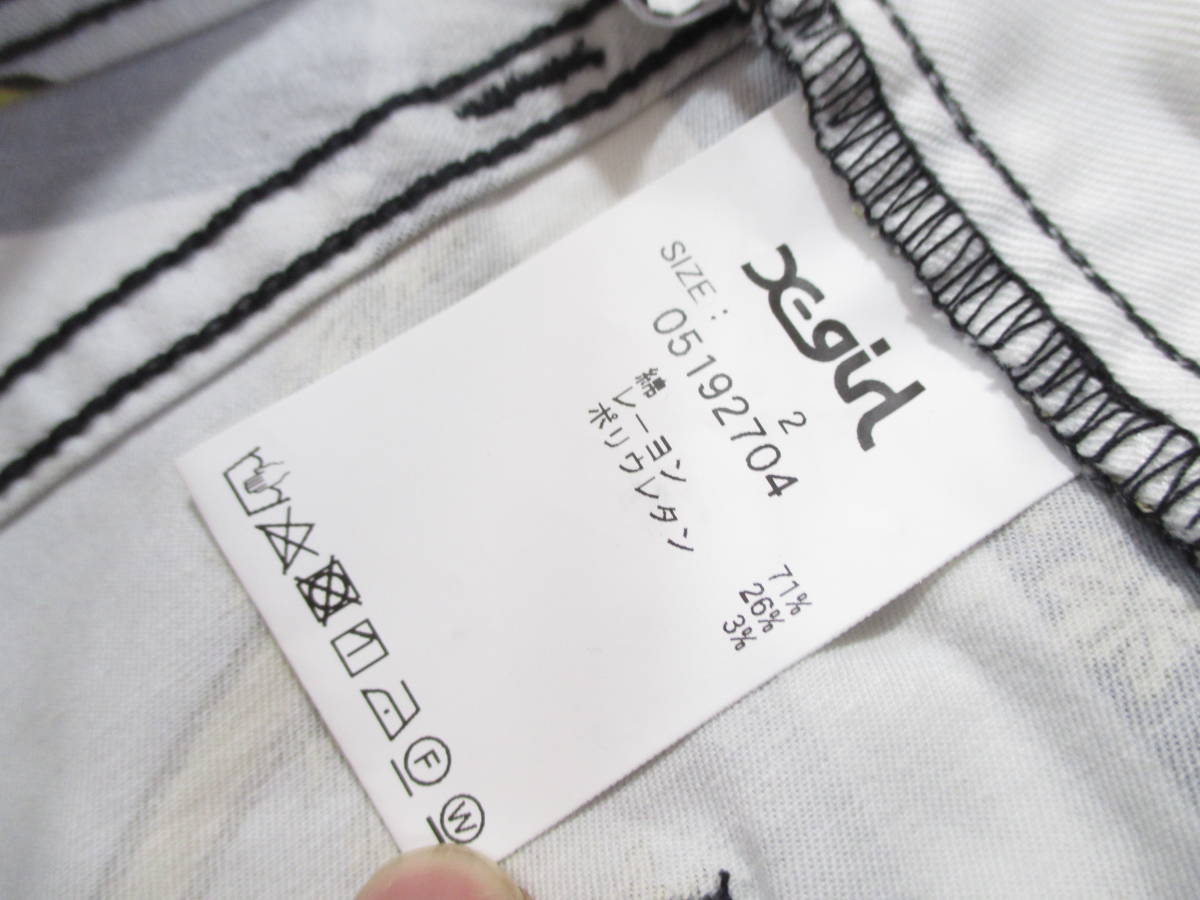 X-girl
SIZE : 2
05192704
綿 71%
レーヨン 26%
ポリウレタン 3%
F
W